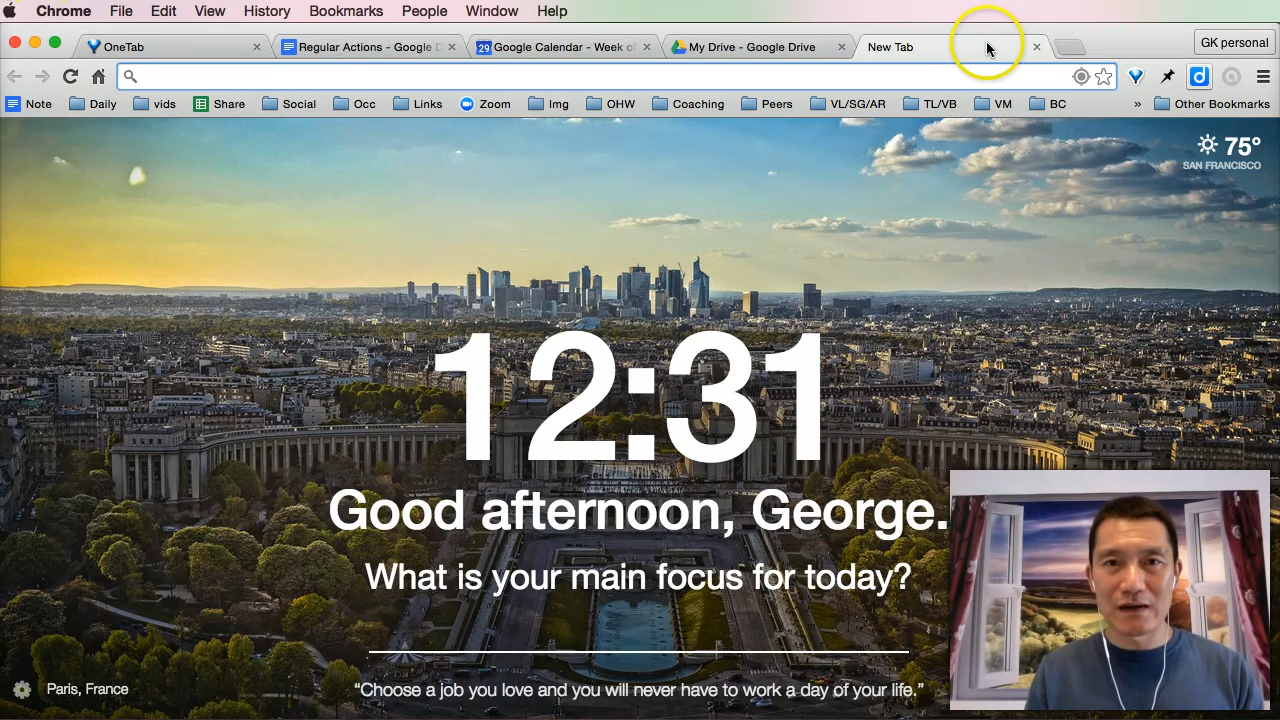 Chrome File Edit View History Bookmarks People Window Help
OneTab Regular Actions - Google D Google Calendar - Week of My Drive - Google Drive New Tab GK personal
Note Daily vids Share Social Occ Links Zoom Img OHW Coaching Peers VL/SG/AR TL/VB VM BC » Other Bookmarks
75°
SAN FRANCISCO
12:31
Good afternoon, George.
What is your main focus for today?
Paris, France
“Choose a job you love and you will never have to work a day of your life.”